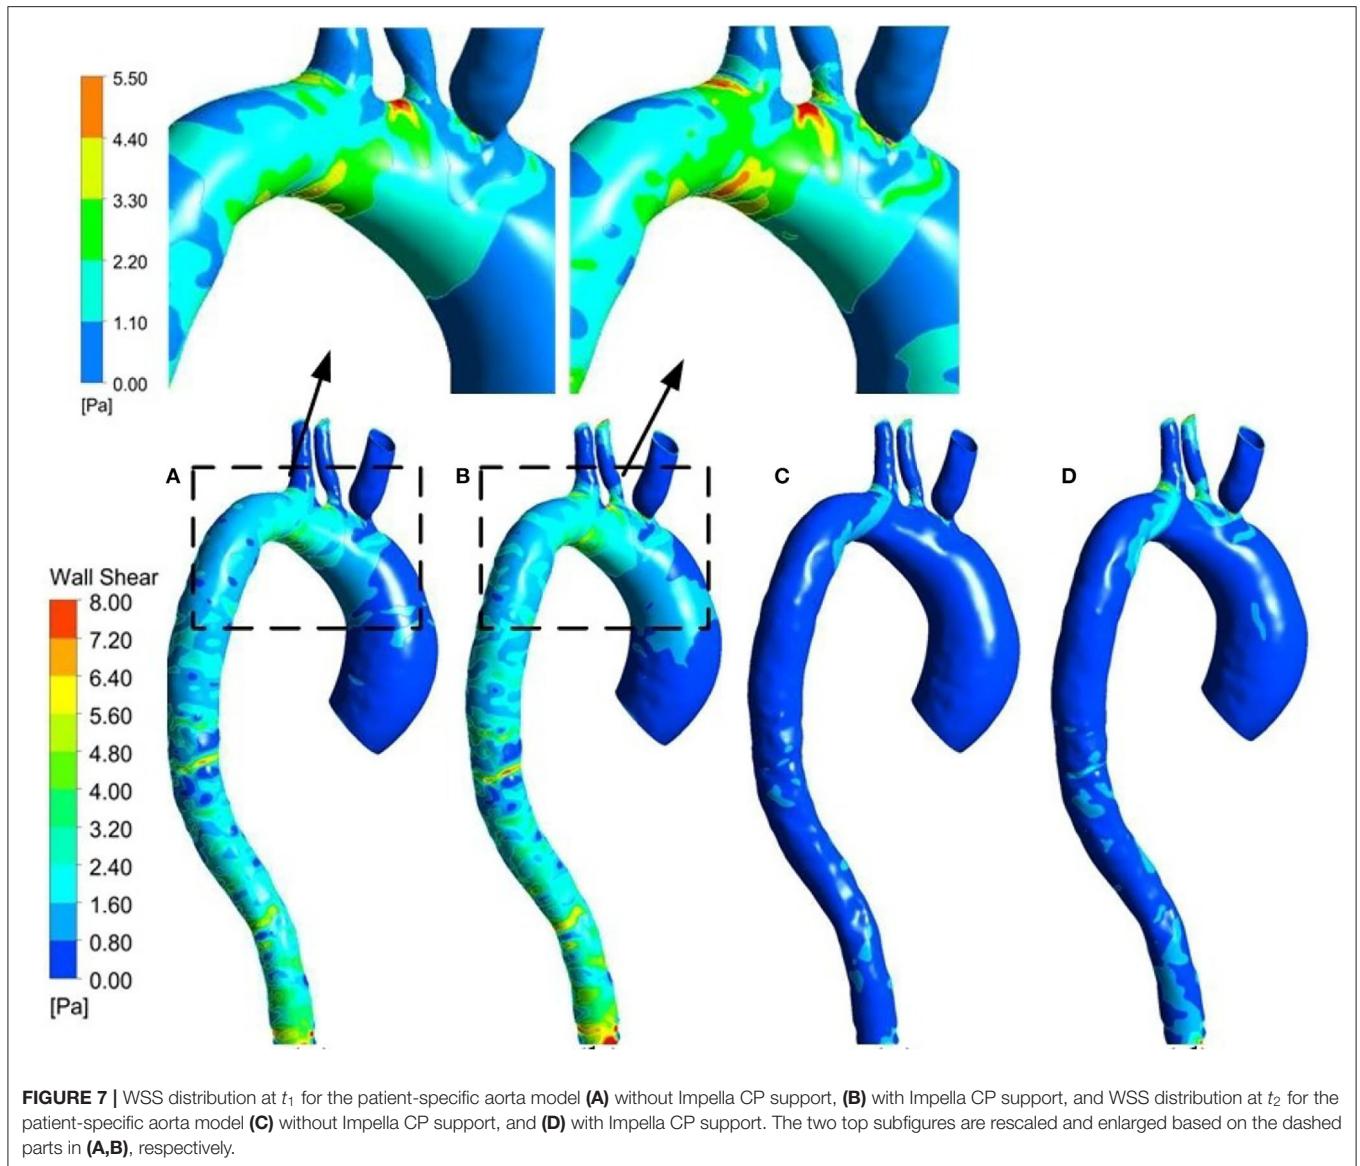 5.50
4.40
3.30
2.20
1.10
0.00
[Pa]
A
B
C
D
Wall Shear
8.00
7.20
6.40
5.60
4.80
4.00
3.20
2.40
1.60
0.80
0.00
[Pa]
FIGURE 7 | WSS distribution at t₁ for the patient-specific aorta model (A) without Impella CP support, (B) with Impella CP support, and WSS distribution at t₂ for the
patient-specific aorta model (C) without Impella CP support, and (D) with Impella CP support. The two top subfigures are rescaled and enlarged based on the dashed
parts in (A,B), respectively.